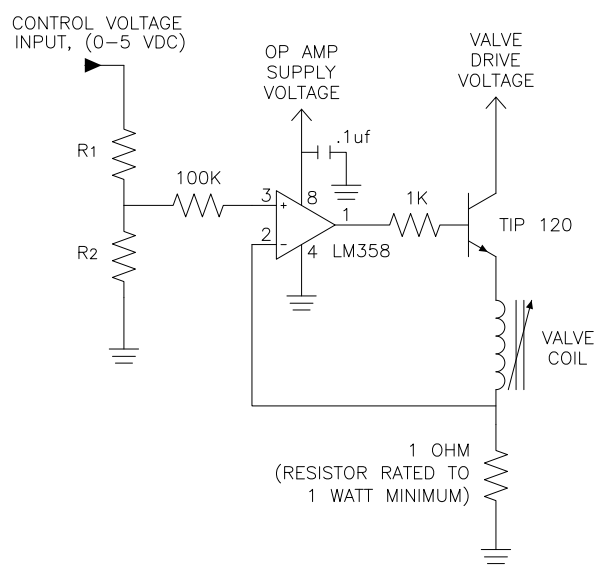 CONTROL VOLTAGE
INPUT, (0-5 VDC)
OP AMP
SUPPLY
VOLTAGE
VALVE
DRIVE
VOLTAGE
.1uf
R1
100K
3
+
8
1
1K
TIP 120
R2
2
-
4
LM358
VALVE
COIL
1 OHM
(RESISTOR RATED TO
1 WATT MINIMUM)